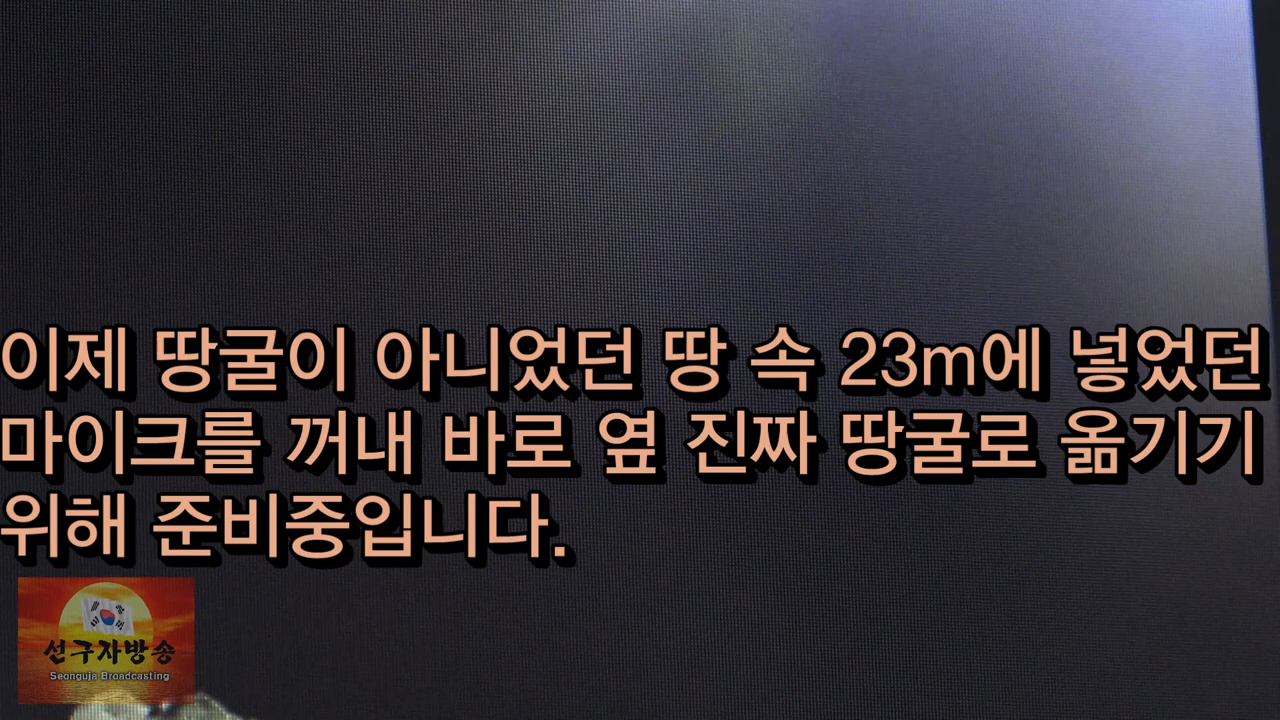 이제 땅굴이 아니었던 땅 속 23m에 넣었던
마이크를 꺼내 바로 옆 진짜 땅굴로 옮기기
위해 준비중입니다.
선구자방송
Seonguja Broadcasting